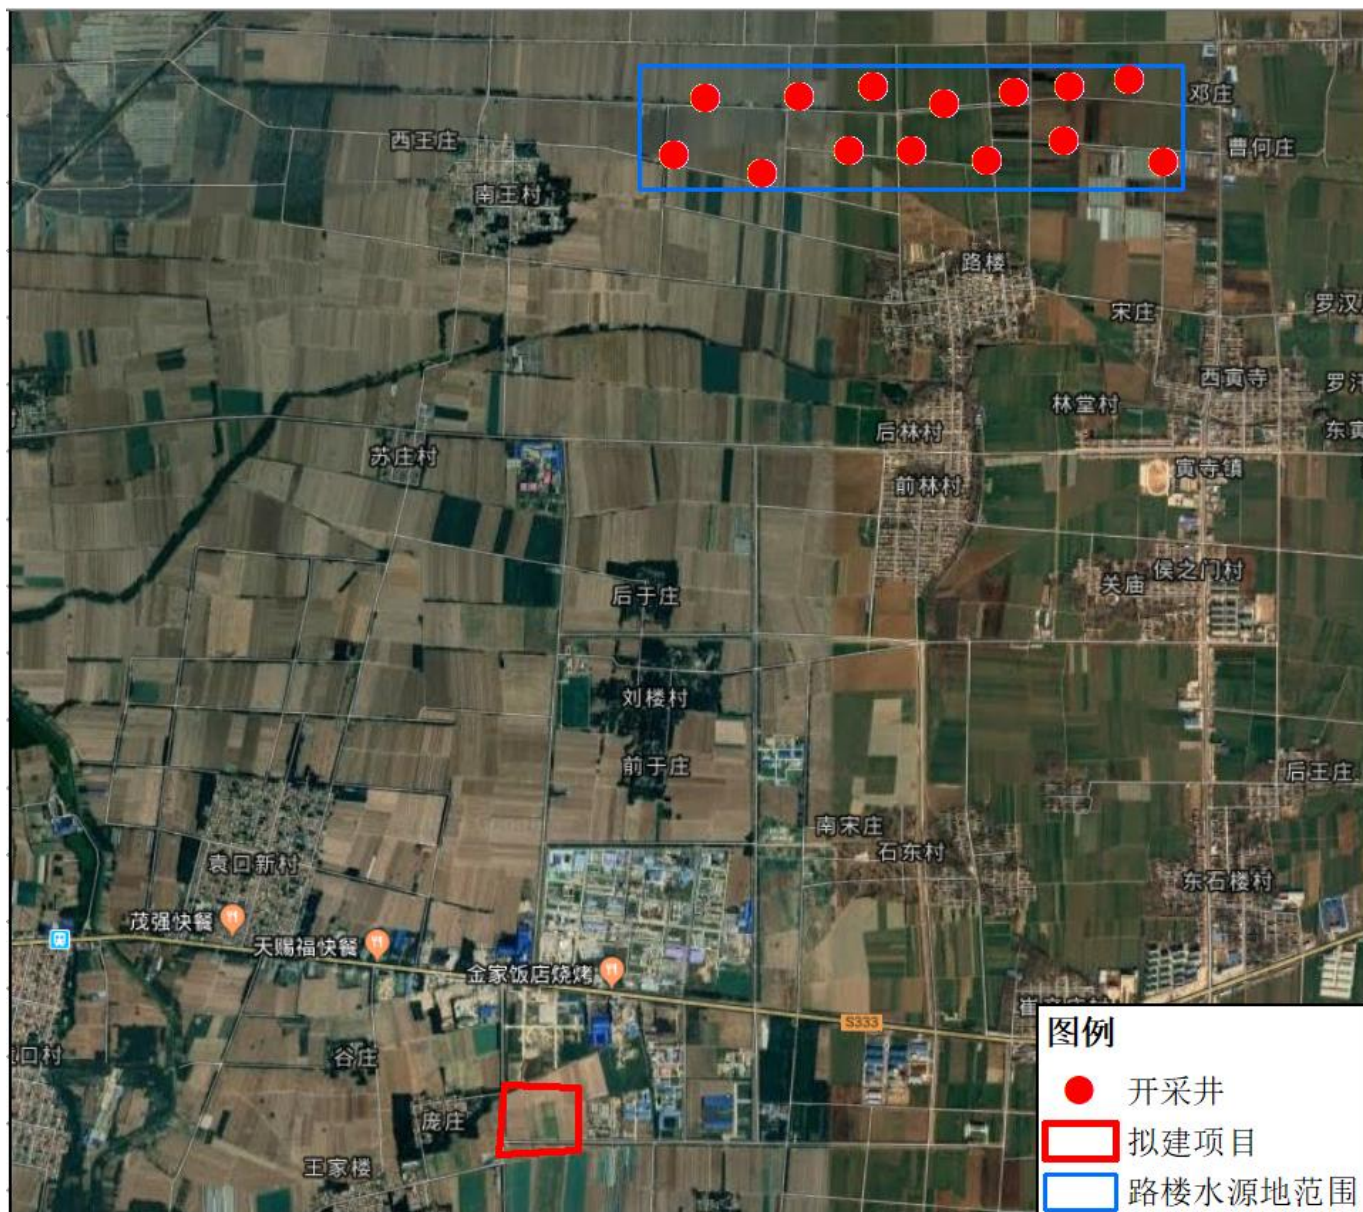 邓庄
西王庄
曹何庄
南王村
路楼
罗汉
宋庄
西寅寺
林堂村
后林村
东寅
苏庄村
寅寺镇
前林村
侯之门村
关庙
后于庄
刘楼村
前于庄
后王庄
南宋庄
石东村
袁口新村
东石楼村
茂强快餐
天赐福快餐
金家饭店烧烤
S333
口村
谷庄
庞庄
王家楼
图例
开采井
拟建项目
路楼水源地范围